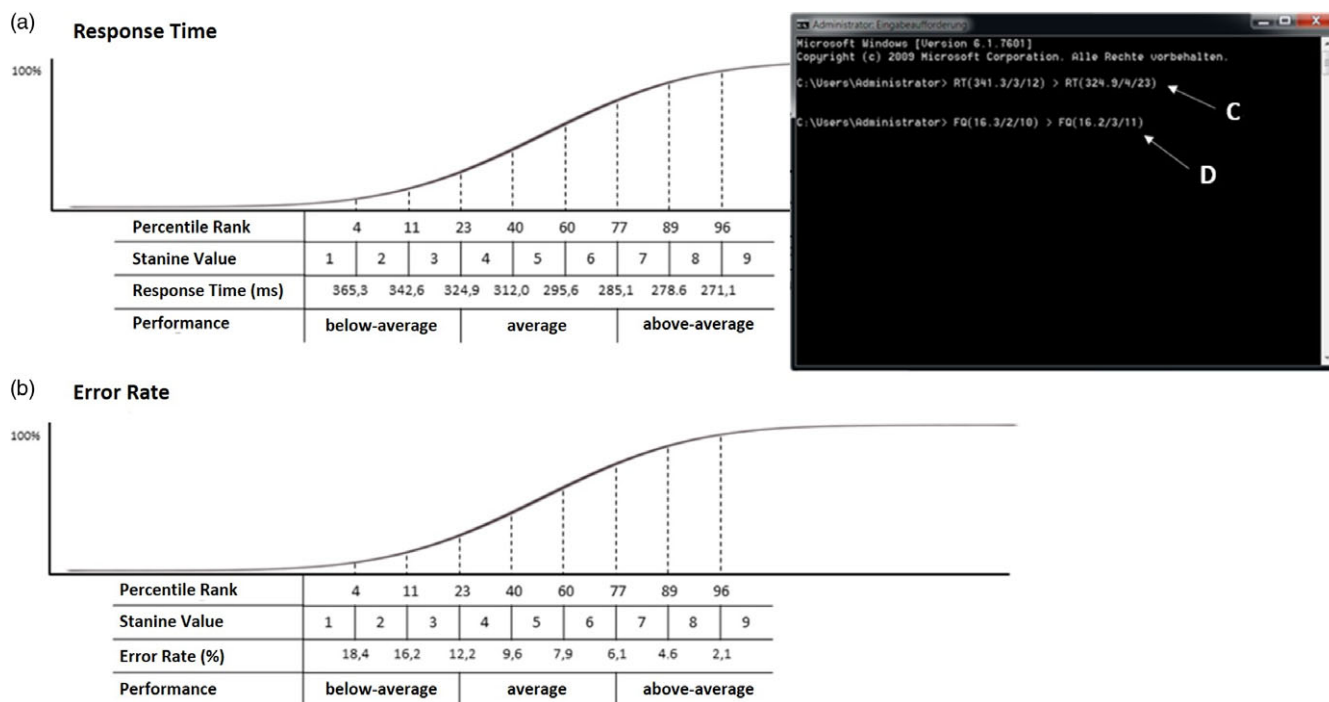 (a)
Response Time
100%
Percentile Rank 4 11 23 40 60 77 89 96
Stanine Value 1 2 3 4 5 6 7 8 9
Response Time (ms) 365,3 342,6 324,9 312,0 295,6 285,1 278.6 271,1
Performance below-average average above-average
Administrator: Eingabeaufforderung
Microsoft Windows [Version 6.1.7601]
Copyright (c) 2009 Microsoft Corporation. Alle Rechte vorbehalten.
C:\Users\Administrator> RT(341.3/3/12) > RT(324.9/4/23)
C
C:\Users\Administrator> FQ(16.3/2/10) > FQ(16.2/3/11)
D
(b)
Error Rate
100%
Percentile Rank 4 11 23 40 60 77 89 96
Stanine Value 1 2 3 4 5 6 7 8 9
Error Rate (%) 18,4 16,2 12,2 9,6 7,9 6,1 4.6 2,1
Performance below-average average above-average